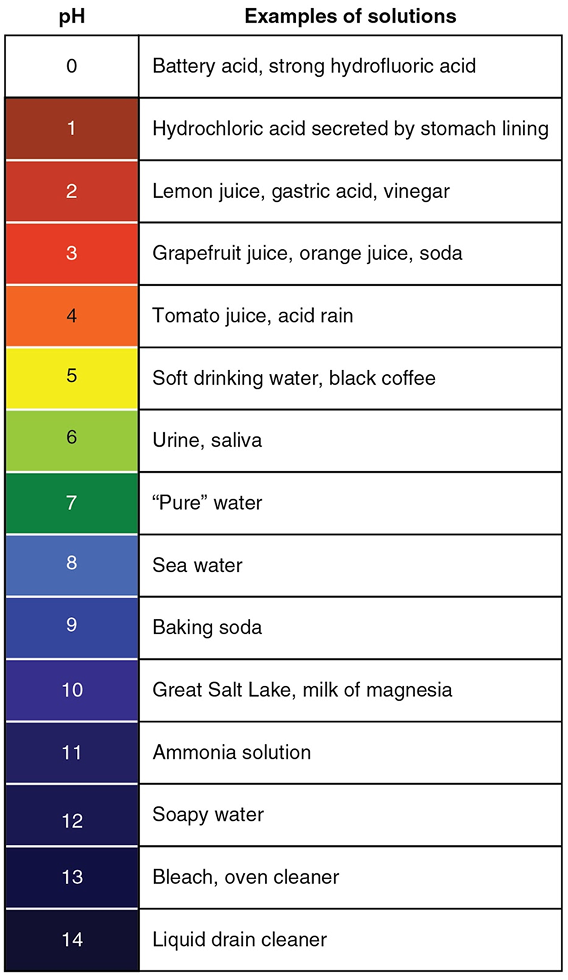 pH Examples of solutions
0 Battery acid, strong hydrofluoric acid
1 Hydrochloric acid secreted by stomach lining
2 Lemon juice, gastric acid, vinegar
3 Grapefruit juice, orange juice, soda
4 Tomato juice, acid rain
5 Soft drinking water, black coffee
6 Urine, saliva
7 “Pure” water
8 Sea water
9 Baking soda
10 Great Salt Lake, milk of magnesia
11 Ammonia solution
12 Soapy water
13 Bleach, oven cleaner
14 Liquid drain cleaner